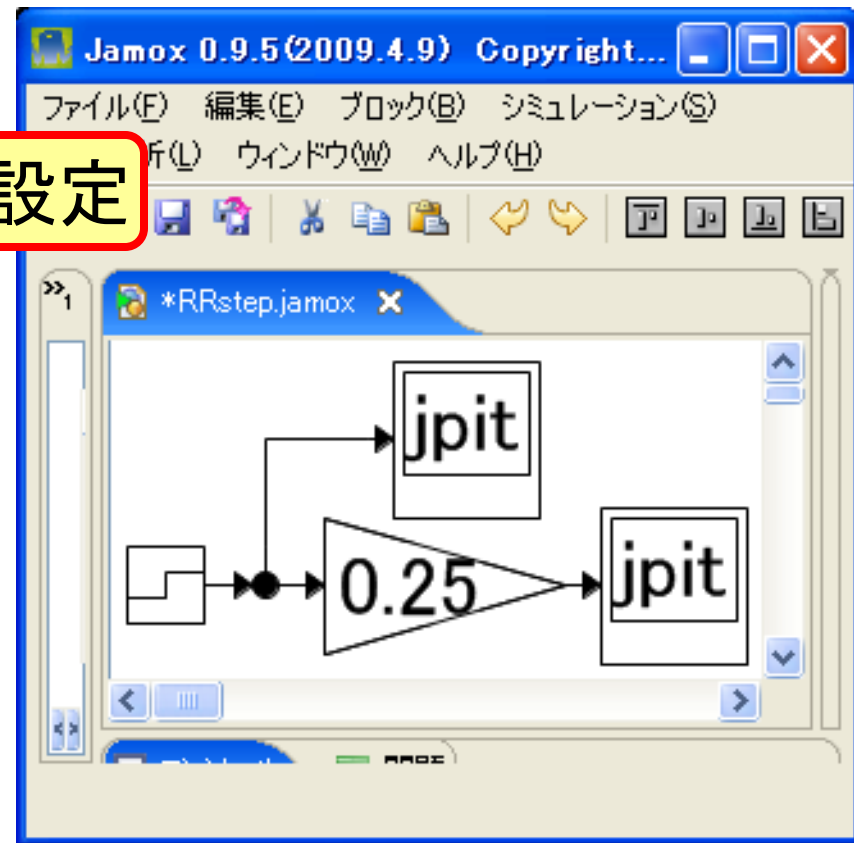 Jamox 0.9.5(2009.4.9) Copyright...
ファイル(F) 編集(E) ブロック(B) シミュレーション(S)
析(L) ウィンドウ(W) ヘルプ(H)
設定
»1
*RRstep.jamox
jpit
0.25
jpit